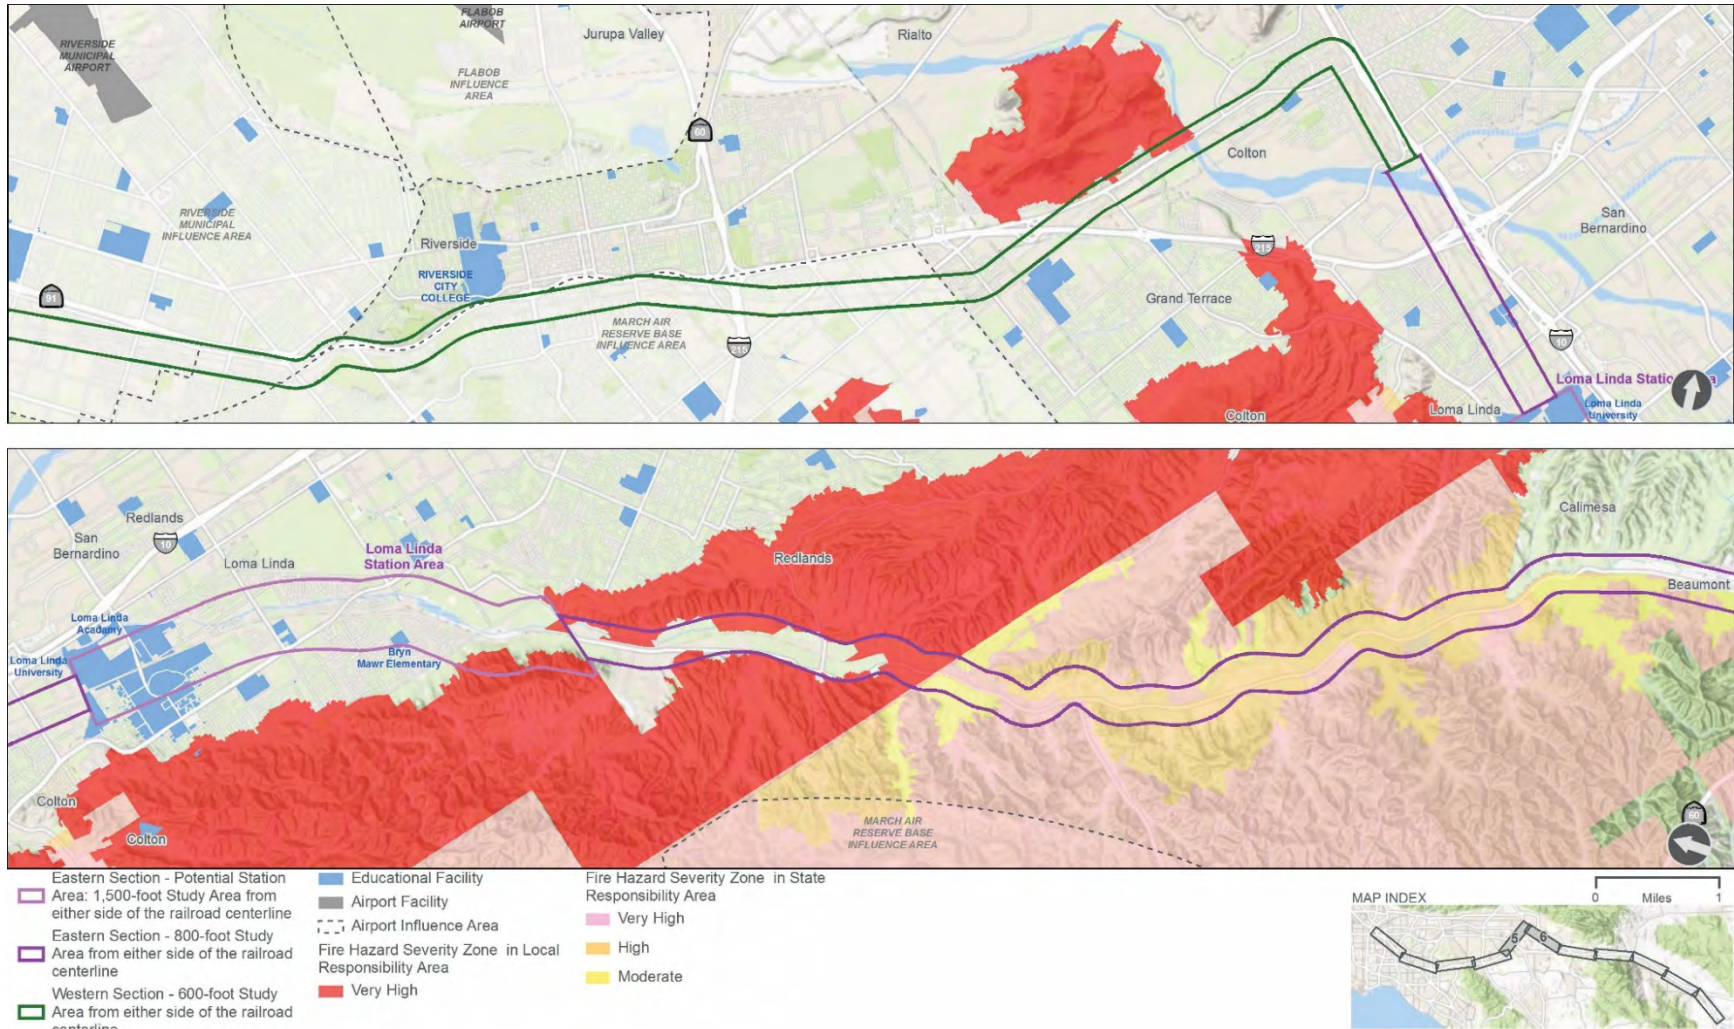 RIVERSIDE
MUNICIPAL
AIRPORT
FLABOB
AIRPORT
Jurupa Valley
Rialto
FLABOB
INFLUENCE
AREA
60
Colton
RIVERSIDE
MUNICIPAL
INFLUENCE AREA
San
Bernardino
Riverside
215
RIVERSIDE
CITY
COLLEGE
91
Grand Terrace
MARCH AIR
RESERVE BASE
INFLUENCE AREA
215
10
Loma Linda
Colton
Loma Linda
University
Redlands
San
Bernardino
10
Loma Linda
Loma Linda
Station Area
Redlands
Calimesa
Beaumont
Loma Linda
Academy
Loma Linda
University
Bryn
Mawr Elementary
Colton
Colton
MARCH AIR
RESERVE BASE
INFLUENCE AREA
60
Eastern Section - Potential Station
Area: 1,500-foot Study Area from
either side of the railroad centerline
Eastern Section - 800-foot Study
Area from either side of the railroad
centerline
Western Section - 600-foot Study
Area from either side of the railroad
centerline
Educational Facility
Airport Facility
Airport Influence Area
Fire Hazard Severity Zone in Local
Responsibility Area
Very High
Fire Hazard Severity Zone in State
Responsibility Area
Very High
High
Moderate
0 Miles 1
MAP INDEX
5
6